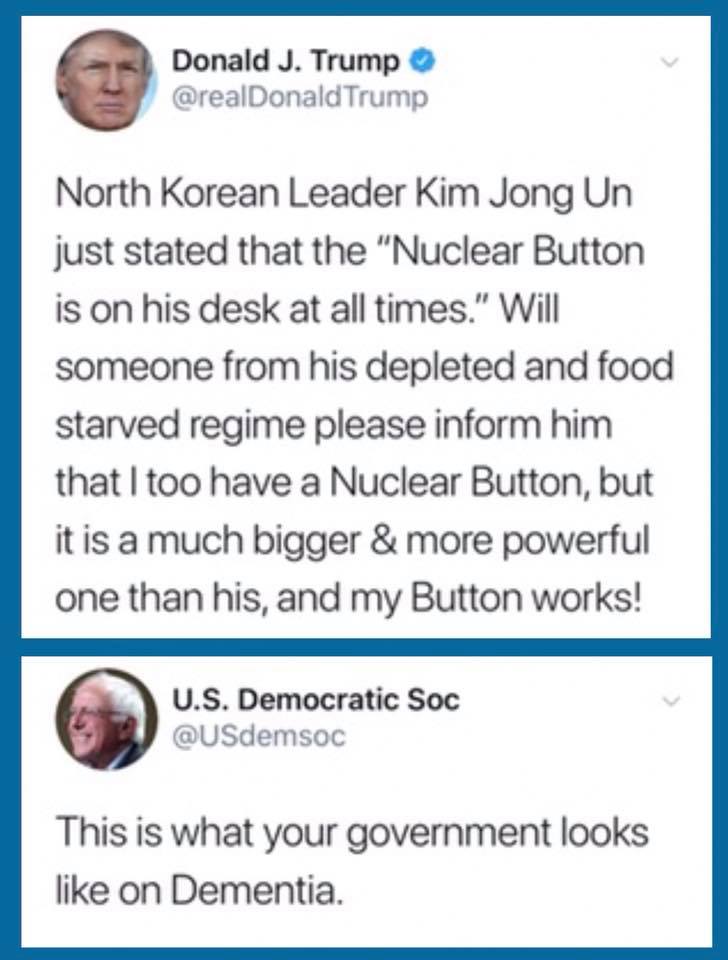 Donald J. Trump
@realDonaldTrump
North Korean Leader Kim Jong Un
just stated that the “Nuclear Button
is on his desk at all times.” Will
someone from his depleted and food
starved regime please inform him
that I too have a Nuclear Button, but
it is a much bigger & more powerful
one than his, and my Button works!
U.S. Democratic Soc
@USdemsoc
This is what your government looks
like on Dementia.